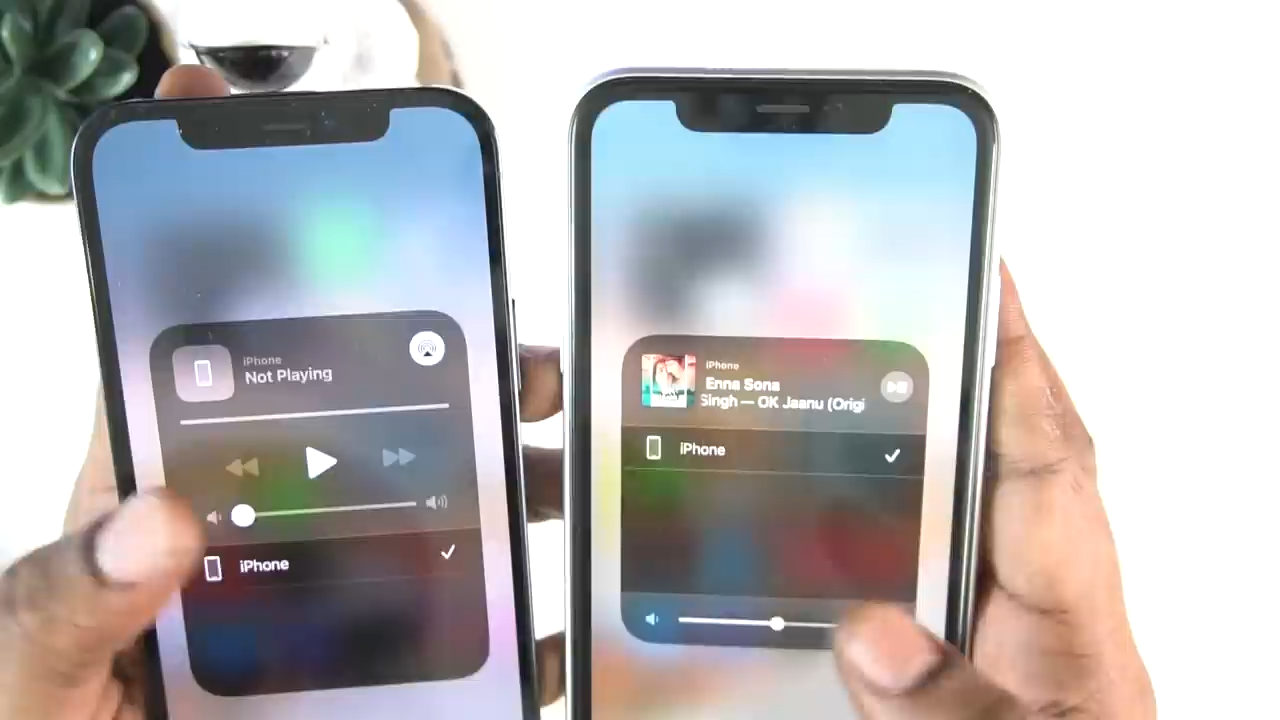 iPhone
Not Playing
iPhone
iPhone
Enna Sona
Singh — OK Jaanu (Origi
iPhone